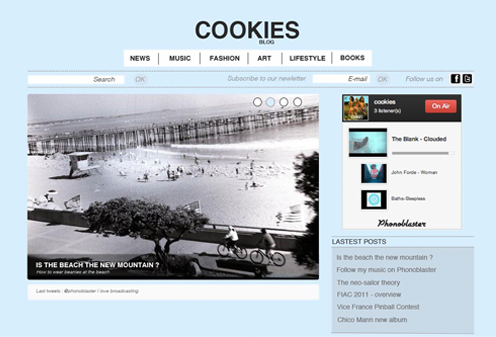 COOKIES
BLOG
NEWS
MUSIC
FASHION
ART
LIFESTYLE
BOOKS
Search
OK
Subscribe to our newletter
E-mail
OK
Follow us on
cookies
3 listener(s)
On Air
The Blank - Clouded
John Forde - Woman
Baths-Sleepless
Phonoblaster
IS THE BEACH THE NEW MOUNTAIN ?
How to wear beanies at the beach
Last tweets : @phonoblaster I love broadcasting
LASTEST POSTS
Is the beach the new mountain ?
Follow my music on Phonoblaster
The neo-sailor theory
FIAC 2011 - overview
Vice France Pinball Contest
Chico Mann new album